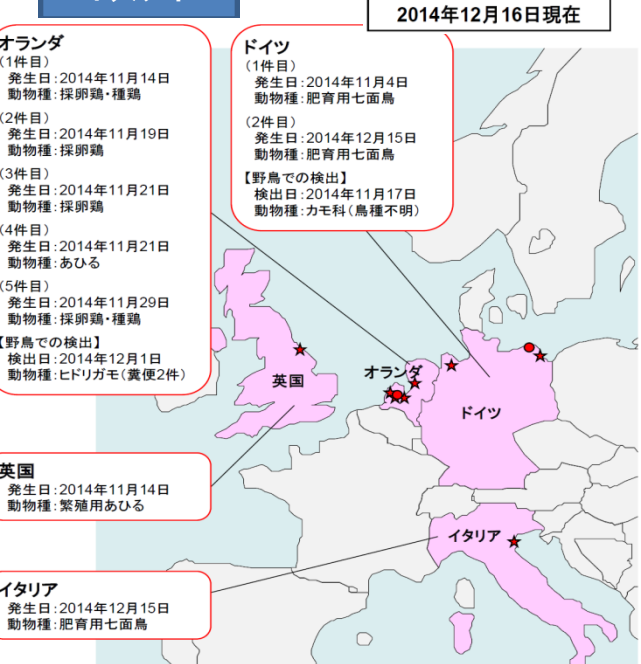 2014年12月16日現在
オランダ
(1件目)
発生日:2014年11月14日
動物種:採卵鶏・種鶏
(2件目)
発生日:2014年11月19日
動物種:採卵鶏
(3件目)
発生日:2014年11月21日
動物種:採卵鶏
(4件目)
発生日:2014年11月21日
動物種:あひる
(5件目)
発生日:2014年11月29日
動物種:採卵鶏・種鶏
【野鳥での検出】
検出日:2014年12月1日
動物種:ヒドリガモ(糞便2件)
ドイツ
(1件目)
発生日:2014年11月4日
動物種:肥育用七面鳥
(2件目)
発生日:2014年12月15日
動物種:肥育用七面鳥
【野鳥での検出】
検出日:2014年11月17日
動物種:カモ科(鳥種不明)
英国
オランダ
ドイツ
イタリア
英国
発生日:2014年11月14日
動物種:繁殖用あひる
イタリア
発生日:2014年12月15日
動物種:肥育用七面鳥